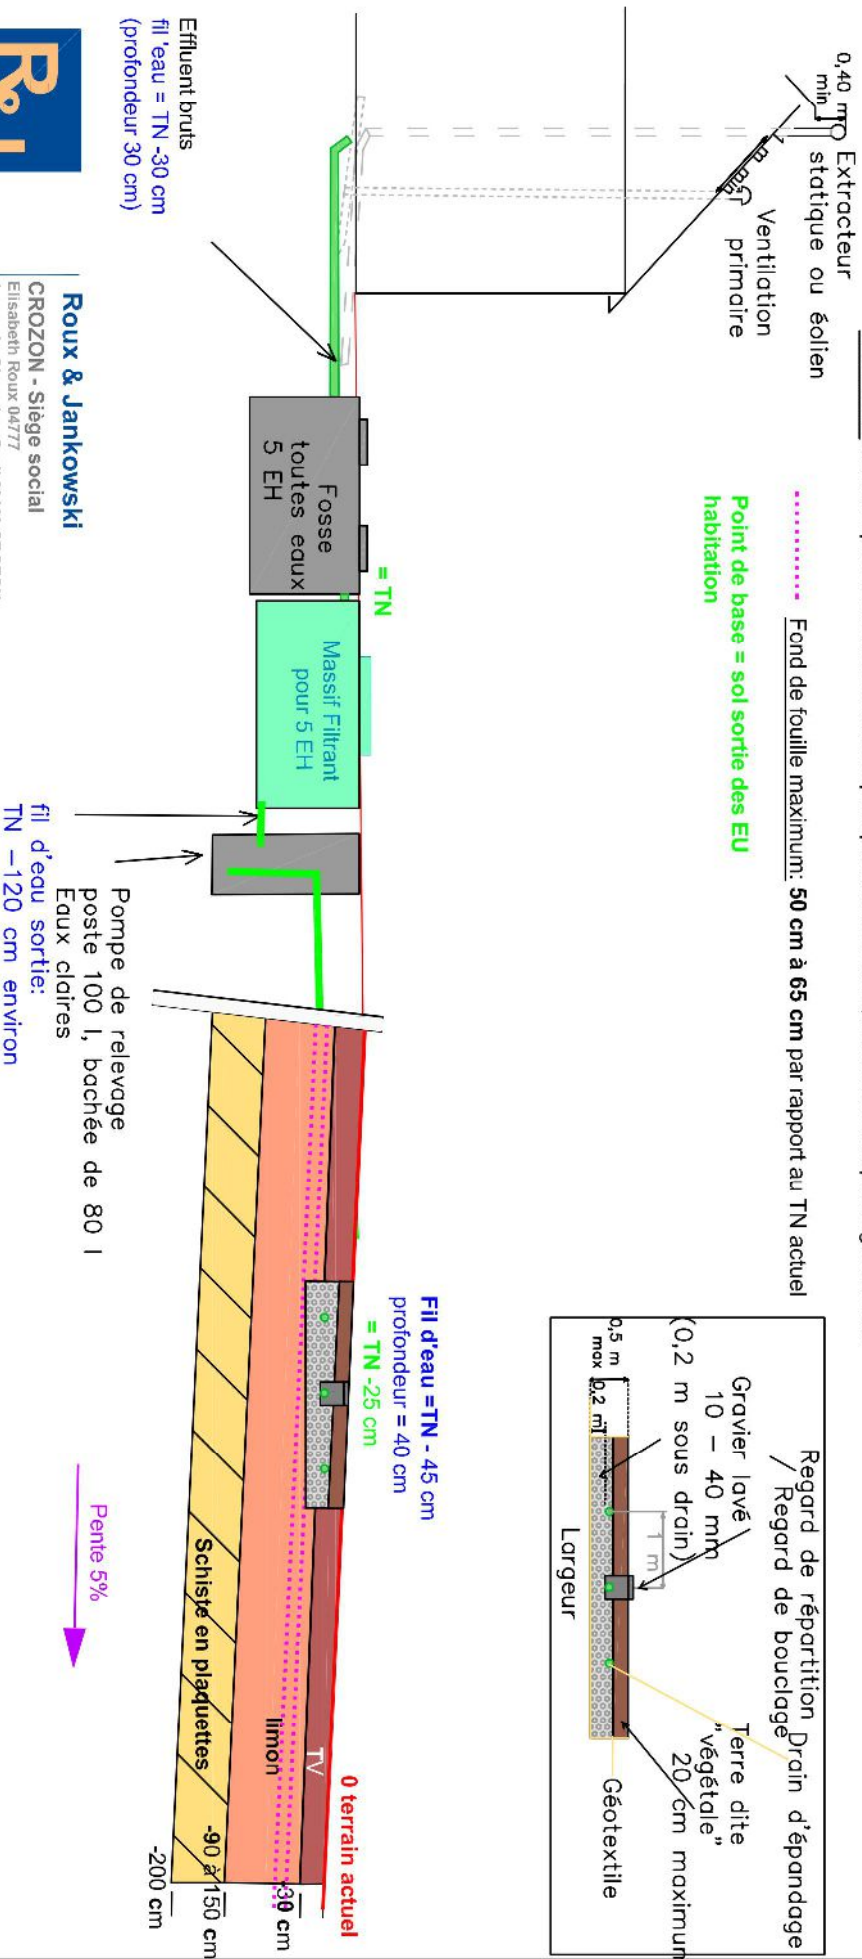 0,40 m
min
Extracteur
statique ou éolien
Ventilation
primaire
Fond de fouille maximum: 50 cm à 65 cm par rapport au TN actuel
Point de base = sol sortie des EU
habitation
Regard de répartition
Regard de bouclage
Drain d'épandage
Gravier lavé
10 - 40 mm
(0,2 m sous drain)
Terre dite
"végétale"
20 cm maximum
0,5 m
max
0,2 m
1 m
Largeur
Géotextile
Effluent bruts
fil 'eau = TN -30 cm
(profondeur 30 cm)
Fosse
toutes eaux
5 EH
= TN
Massif Filtrant
pour 5 EH
Fil d'eau =TN - 45 cm
profondeur = 40 cm
= TN -25 cm
0 terrain actuel
TV
limon
Schiste en plaquettes
-30 cm
-90 à 150 cm
-200 cm
Pente 5%
Pompe de relevage
poste 100 l, bachée de 80 l
Eaux claires
fil d'eau sortie:
TN -120 cm environ
Roux & Jankowski
CROZON - Siège social
Elisabeth Roux 04777